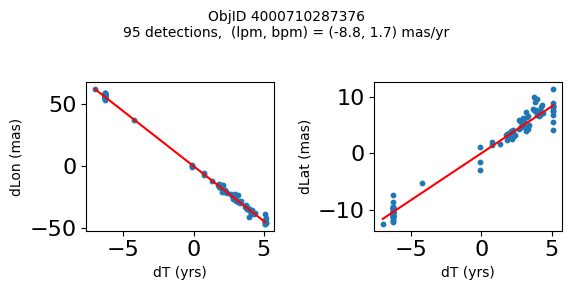 ObjID 4000710287376
95 detections,  (lpm, bpm) = (-8.8, 1.7) mas/yr
dLon (mas)
50
0
−50
−5
0
5
dT (yrs)
dLat (mas)
10
0
−10
−5
0
5
dT (yrs)